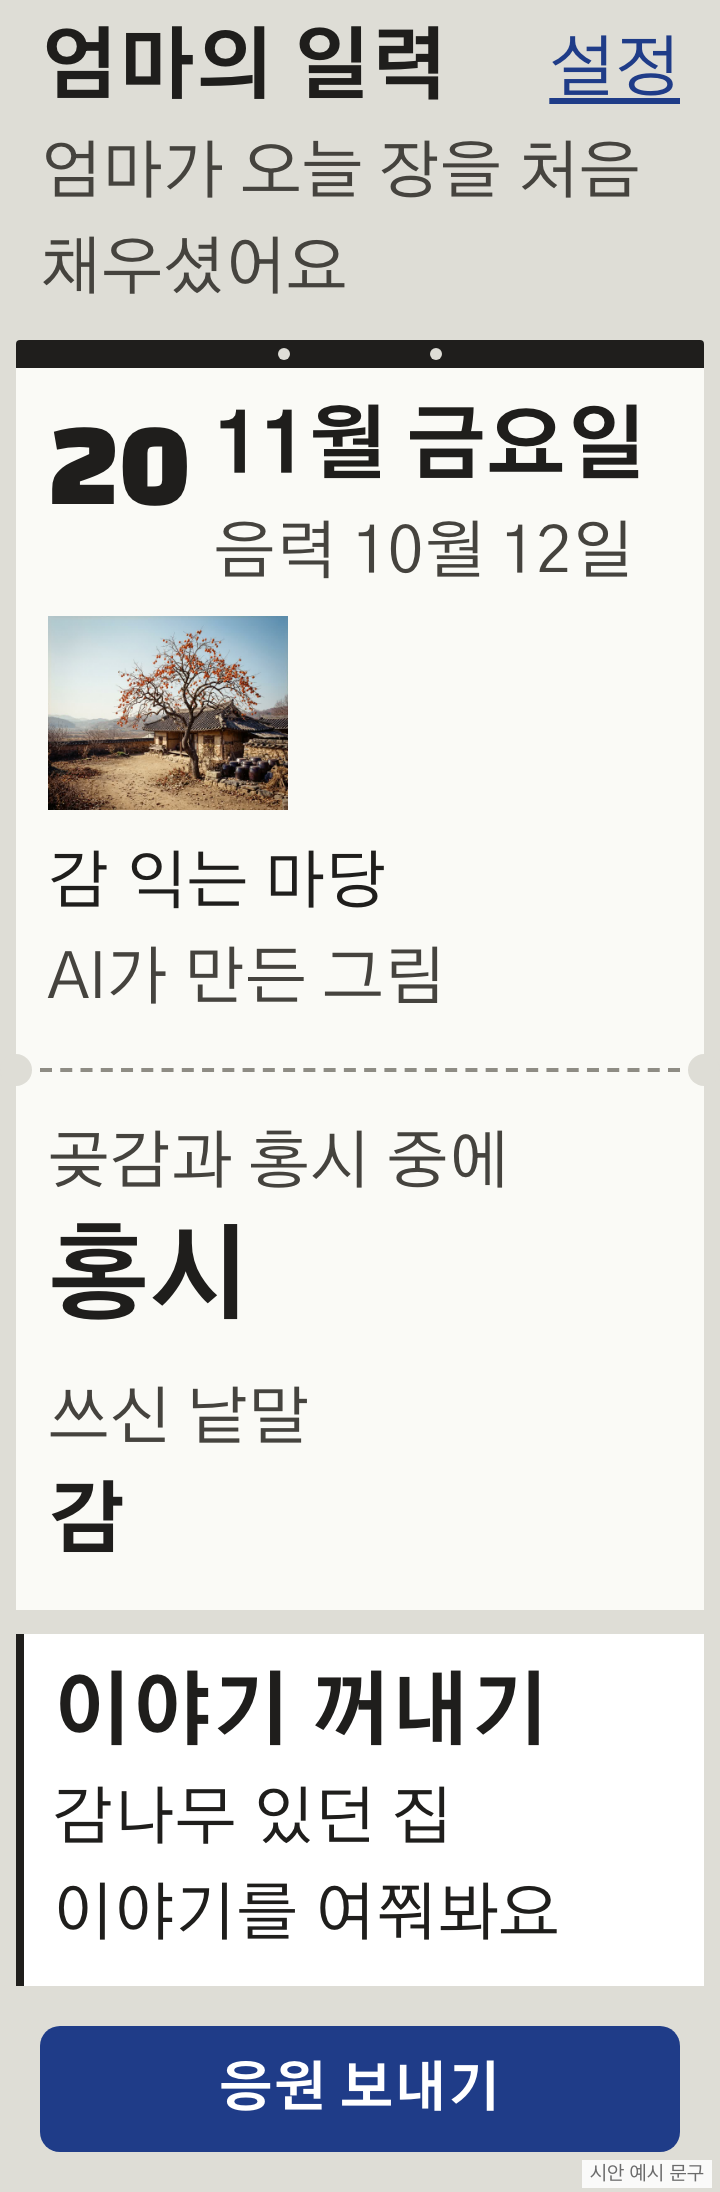 엄마의 일력
설정
엄마가 오늘 장을 처음
채우셨어요
20
11월 금요일
음력 10월 12일
감 익는 마당
AI가 만든 그림
곶감과 홍시 중에
홍시
쓰신 낱말
감
이야기 꺼내기
감나무 있던 집
이야기를 여쭤봐요
응원 보내기
시안 예시 문구